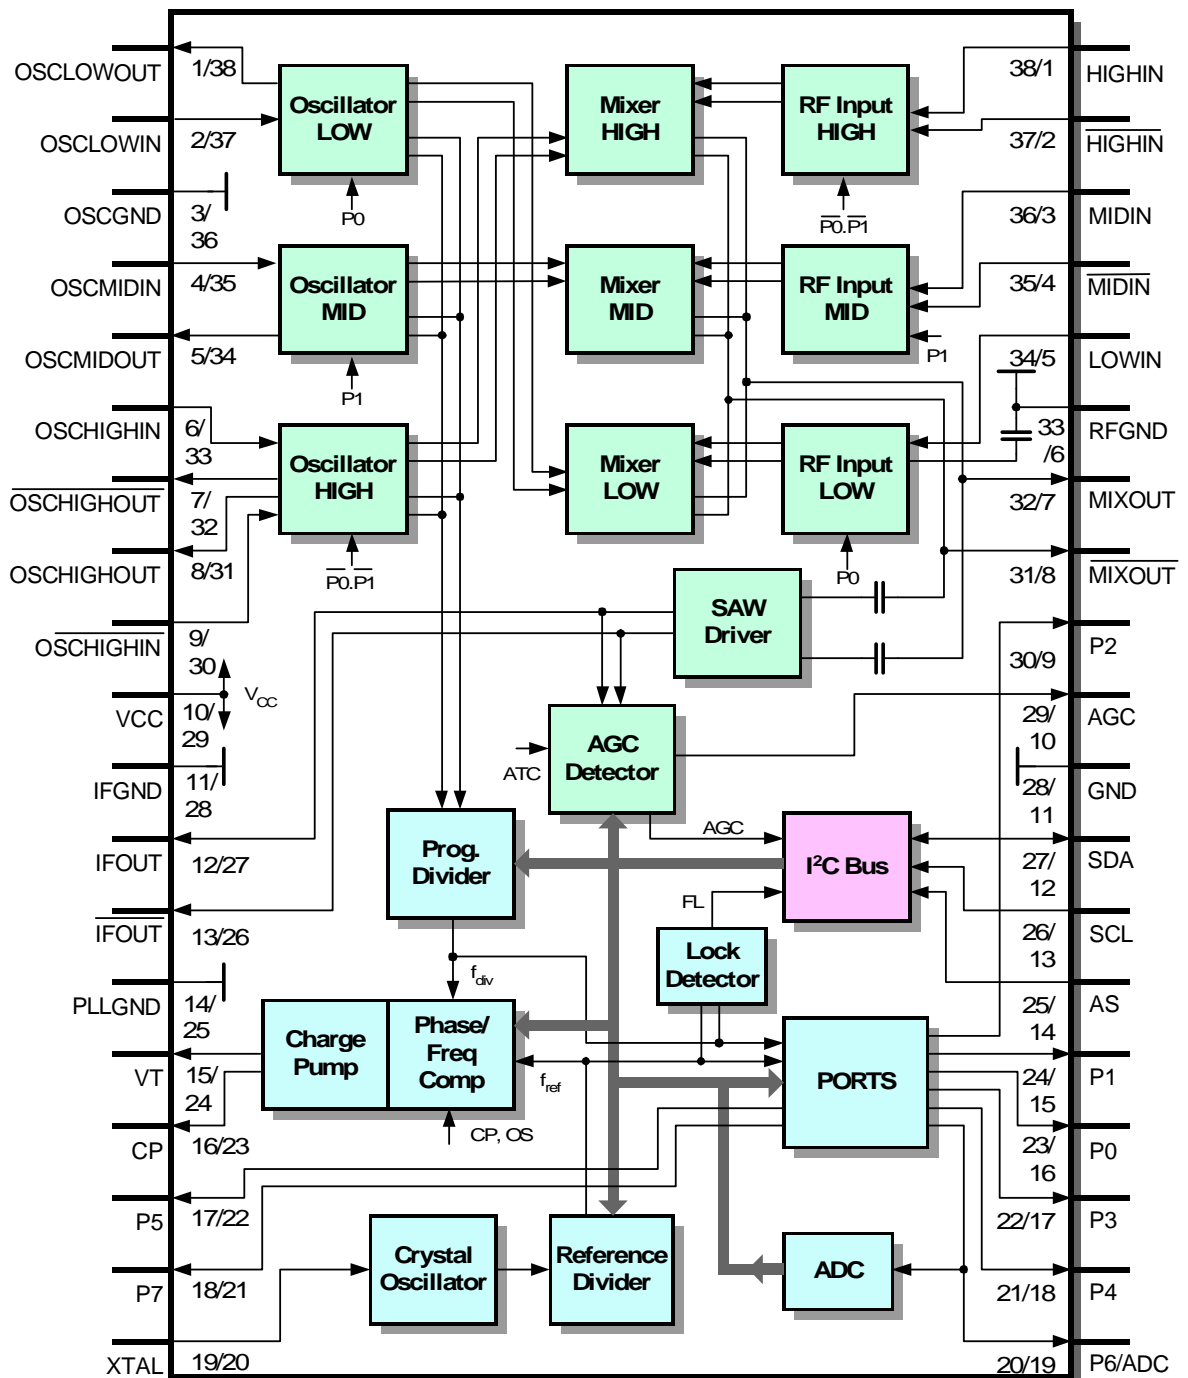 OSCLOWOUT
1/38
OSCLOWIN
2/37
OSCGND
3/
36
OSCMIDIN
4/35
OSCMIDOUT
5/34
OSCHIGHIN
6/
33
OSCHIGHOUT
7/
32
OSCHIGHOUT
8/31
OSCHIGHIN
9/
30
VCC
10/
29
VCC
IFGND
11/
28
IFOUT
12/27
IFOUT
13/26
PLLGND
14/
25
VT
15/
24
CP
16/23
P5
17/22
P7
18/21
XTAL
19/20
Oscillator
LOW
P0
Mixer
HIGH
RF Input
HIGH
P0.P1
Oscillator
MID
P1
Mixer
MID
RF Input
MID
P1
Oscillator
HIGH
P0.P1
Mixer
LOW
RF Input
LOW
P0
SAW
Driver
AGC
Detector
ATC
AGC
Prog.
Divider
I²C Bus
FL
Lock
Detector
fdiv
Charge
Pump
Phase/
Freq
Comp
fref
CP, OS
PORTS
Crystal
Oscillator
Reference
Divider
ADC
38/1
HIGHIN
37/2
HIGHIN
36/3
MIDIN
35/4
MIDIN
34/5
LOWIN
33
/6
RFGND
32/7
MIXOUT
31/8
MIXOUT
30/9
P2
29/
10
AGC
28/
11
GND
27/
12
SDA
26/
13
SCL
25/
14
AS
24/
15
P1
23/
16
P0
22/17
P3
21/18
P4
20/19
P6/ADC